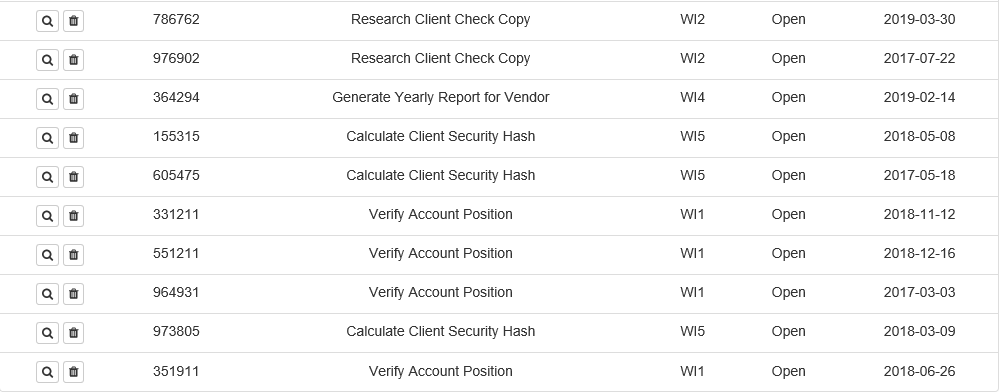 786762 Research Client Check Copy WI2 Open 2019-03-30
976902 Research Client Check Copy WI2 Open 2017-07-22
364294 Generate Yearly Report for Vendor WI4 Open 2019-02-14
155315 Calculate Client Security Hash WI5 Open 2018-05-08
605475 Calculate Client Security Hash WI5 Open 2017-05-18
331211 Verify Account Position WI1 Open 2018-11-12
551211 Verify Account Position WI1 Open 2018-12-16
964931 Verify Account Position WI1 Open 2017-03-03
973805 Calculate Client Security Hash WI5 Open 2018-03-09
351911 Verify Account Position WI1 Open 2018-06-26